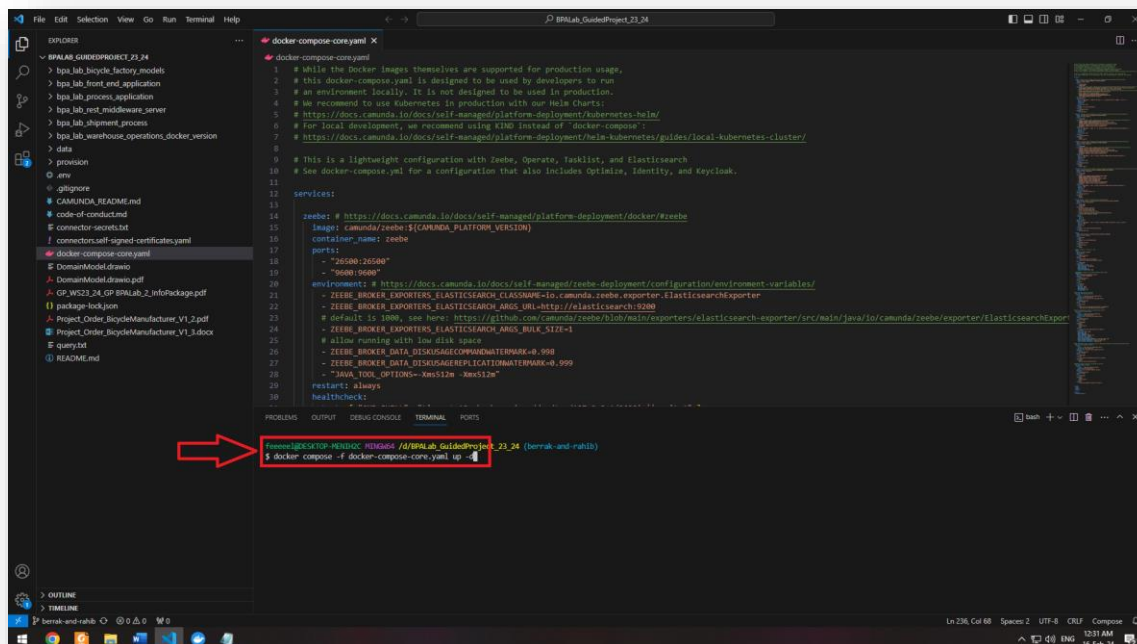 File Edit Selection View Go Run Terminal Help
BPALab_GuidedProject_23_24
EXPLORER
BPALAB_GUIDEDPROJECT_23_24
bpa_lab_bicycle_factory_models
bpa_lab_front_end_application
bpa_lab_process_application
bpa_lab_rest_middleware_server
bpa_lab_shipment_process
bpa_lab_warehouse_operations_docker_version
data
provision
.env
.gitignore
CAMUNDA_README.md
code-of-conduct.md
connector-secrets.txt
connectors.self-signed-certificates.yaml
docker-compose-core.yaml
DomainModel.drawio
DomainModel.drawio.pdf
GP_WS23_24_GP BPALab_2_InfoPackage.pdf
package-lock.json
Project_Order_BicycleManufacturer_V1_2.pdf
Project_Order_BicycleManufacturer_V1_3.docx
query.txt
README.md
OUTLINE
TIMELINE
docker-compose-core.yaml
docker-compose-core.yaml
1 # While the Docker images themselves are supported for production usage,
2 # this docker-compose.yaml is designed to be used by developers to run
3 # an environment locally. It is not designed to be used in production.
4 # We recommend to use Kubernetes in production with our Helm Charts:
5 # https://docs.camunda.io/docs/self-managed/platform-deployment/kubernetes-helm/
6 # For local development, we recommend using KIND instead of `docker-compose`:
7 # https://docs.camunda.io/docs/self-managed/platform-deployment/helm-kubernetes/guides/local-kubernetes-cluster/
8
9 # This is a lightweight configuration with Zeebe, Operate, Tasklist, and Elasticsearch
10 # See docker-compose.yml for a configuration that also includes Optimize, Identity, and Keycloak.
11
12 services:
13
14 zeebe: # https://docs.camunda.io/docs/self-managed/platform-deployment/docker/#zeebe
15 image: camunda/zeebe:${CAMUNDA_PLATFORM_VERSION}
16 container_name: zeebe
17 ports:
18 - "26500:26500"
19 - "9600:9600"
20 environment: # https://docs.camunda.io/docs/self-managed/zeebe-deployment/configuration/environment-variables/
21 - ZEEBE_BROKER_EXPORTERS_ELASTICSEARCH_CLASSNAME=io.camunda.zeebe.exporter.ElasticsearchExporter
22 - ZEEBE_BROKER_EXPORTERS_ELASTICSEARCH_ARGS_URL=http://elasticsearch:9200
23 # default is 1000, see here: https://github.com/camunda/zeebe/blob/main/exporters/elasticsearch-exporter/src/main/java/io/camunda/zeebe/exporter/ElasticsearchExpor
24 - ZEEBE_BROKER_EXPORTERS_ELASTICSEARCH_ARGS_BULK_SIZE=1
25 # allow running with low disk space
26 - ZEEBE_BROKER_DATA_DISKUSAGECOMMANDWATERMARK=0.998
27 - ZEEBE_BROKER_DATA_DISKUSAGEREPLICATIONWATERMARK=0.999
28 - "JAVA_TOOL_OPTIONS=-Xms512m -Xmx512m"
29 restart: always
30 healthcheck:
PROBLEMS OUTPUT DEBUG CONSOLE TERMINAL PORTS
bash
/d/BPALab_GuidedProject_23_24 (berrak-and-rahib)
$ docker compose -f docker-compose-core.yaml up -d
berrak-and-rahib 0 0 0
Ln 236, Col 68 Spaces: 2 UTF-8 CRLF Compose
ENG 12:31 AM